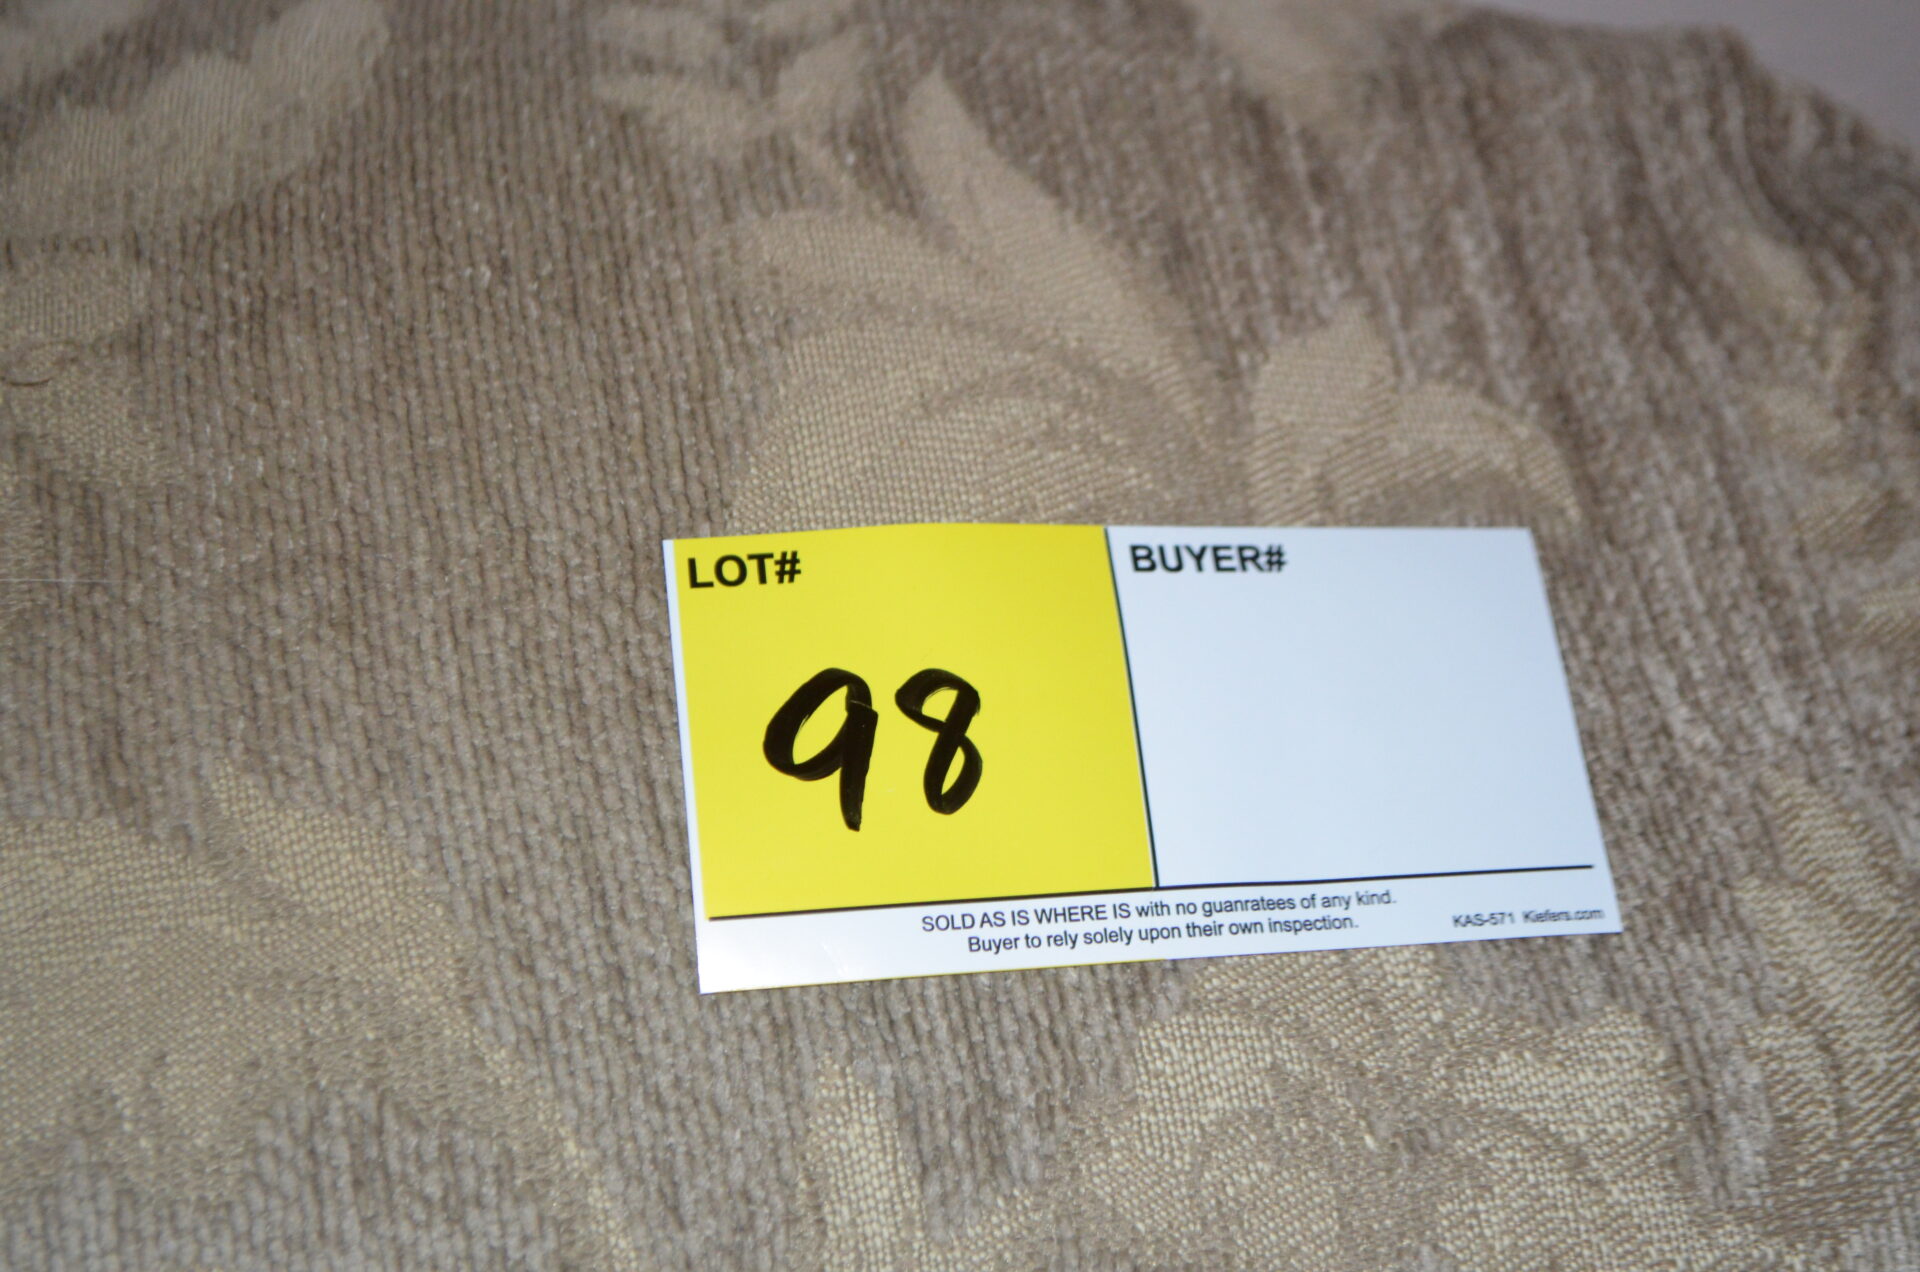 LOT# BUYER#
98
SOLD AS IS WHERE IS with no guanratees of any kind.
Buyer to rely solely upon their own inspection.
KAS-571 Kiefers.com